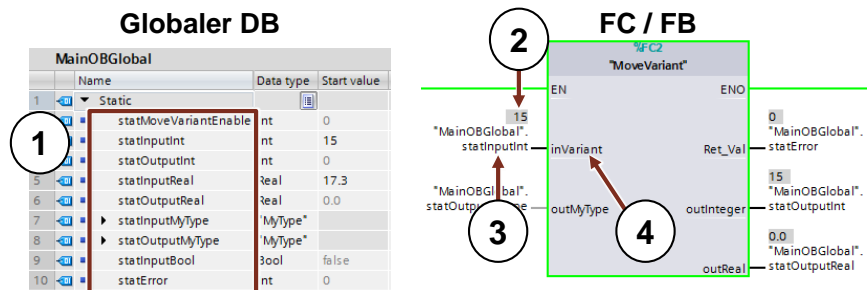 Globaler DB
MainOBGlobal
Name Data type Start value
1 Static
statMoveVariantEnable nt 0
statInputInt nt 15
statOutputInt nt 0
5 statInputReal Real 17.3
6 statOutputReal Real 0.0
7 statInputMyType "MyType"
8 statOutputMyType "MyType"
9 statInputBool Bool false
10 statError nt 0
1
FC / FB
2
%FC2
"MoveVariant"
EN ENO
15
"MainOBGlobal".
statInputInt inVariant
"MainOBGlobal".
outMyType
0
"MainOBGlobal".
Ret_Val statError
15
"MainOBGlobal".
outInteger statOutputInt
0.0
"MainOBGlobal".
outReal statOutputReal
3
4